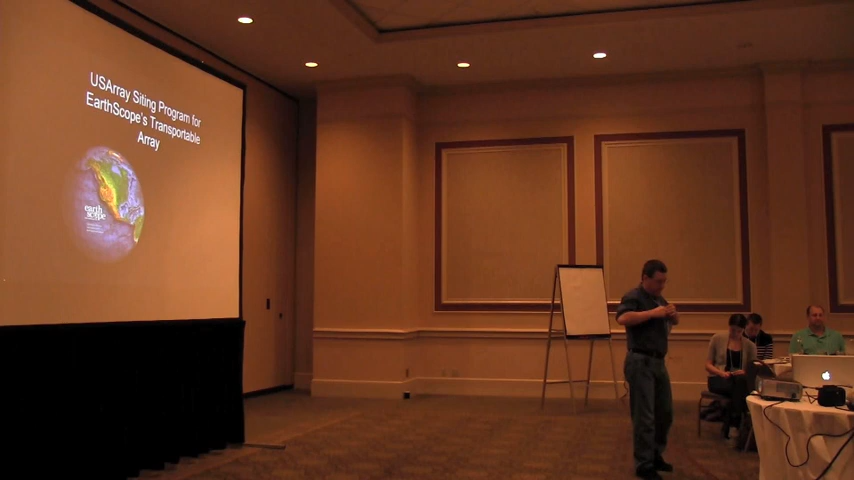 USArray Siting Program for
EarthScope's Transportable
Array
earth
scope